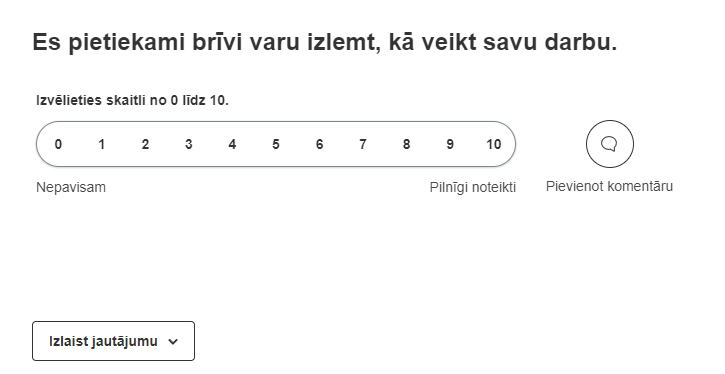 Es pietiekami brīvi varu izlemt, kā veikt savu darbu.
Izvēlieties skaitli no 0 līdz 10.
0 1 2 3 4 5 6 7 8 9 10
Nepavisam Pilnīgi noteikti Pievienot komentāru
Izlaist jautājumu